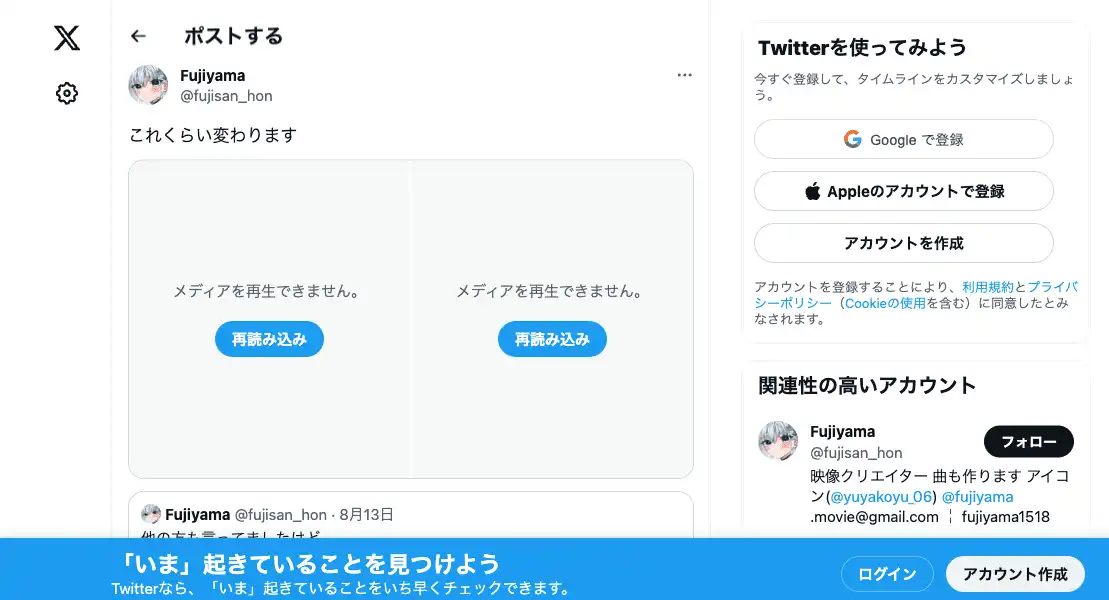 ポストする
Fujiyama
@fujisan_hon
これくらい変わります
メディアを再生できません。
再読み込み
メディアを再生できません。
再読み込み
Fujiyama @fujisan_hon · 8月13日
他の方も言ってましたけど
Twitterを使ってみよう
今すぐ登録して、タイムラインをカスタマイズしましょ
う。
Google で登録
Appleのアカウントで登録
アカウントを作成
アカウントを登録することにより、利用規約とプライバ
シーポリシー（Cookieの使用を含む）に同意したとみ
なされます。
関連性の高いアカウント
Fujiyama
@fujisan_hon
フォロー
映像クリエイター 曲も作ります アイコ
ン(@yuyakoyu_06) @fujiyama
.movie@gmail.com ¦ fujiyama1518
「いま」起きていることを見つけよう
Twitterなら、「いま」起きていることをいち早くチェックできます。
ログイン
アカウント作成